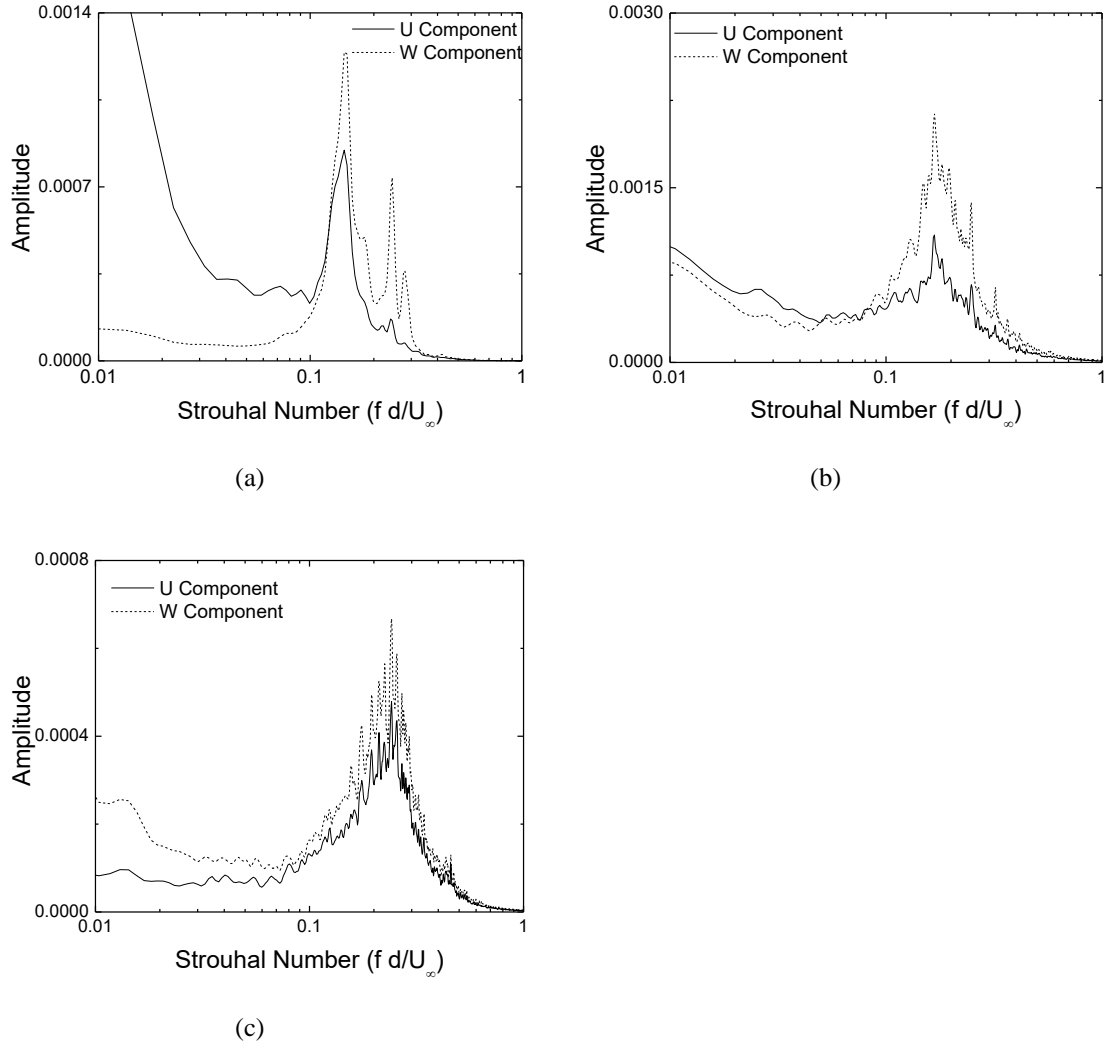 0.0014
U Component
W Component
Amplitude
0.0007
0.0000
0.01
0.1
1
Strouhal Number (f d/U∞)
(a)
0.0030
U Component
W Component
Amplitude
0.0015
0.0000
0.01
0.1
1
Strouhal Number (f d/U∞)
(b)
0.0008
U Component
W Component
Amplitude
0.0004
0.0000
0.01
0.1
1
Strouhal Number (f d/U∞)
(c)